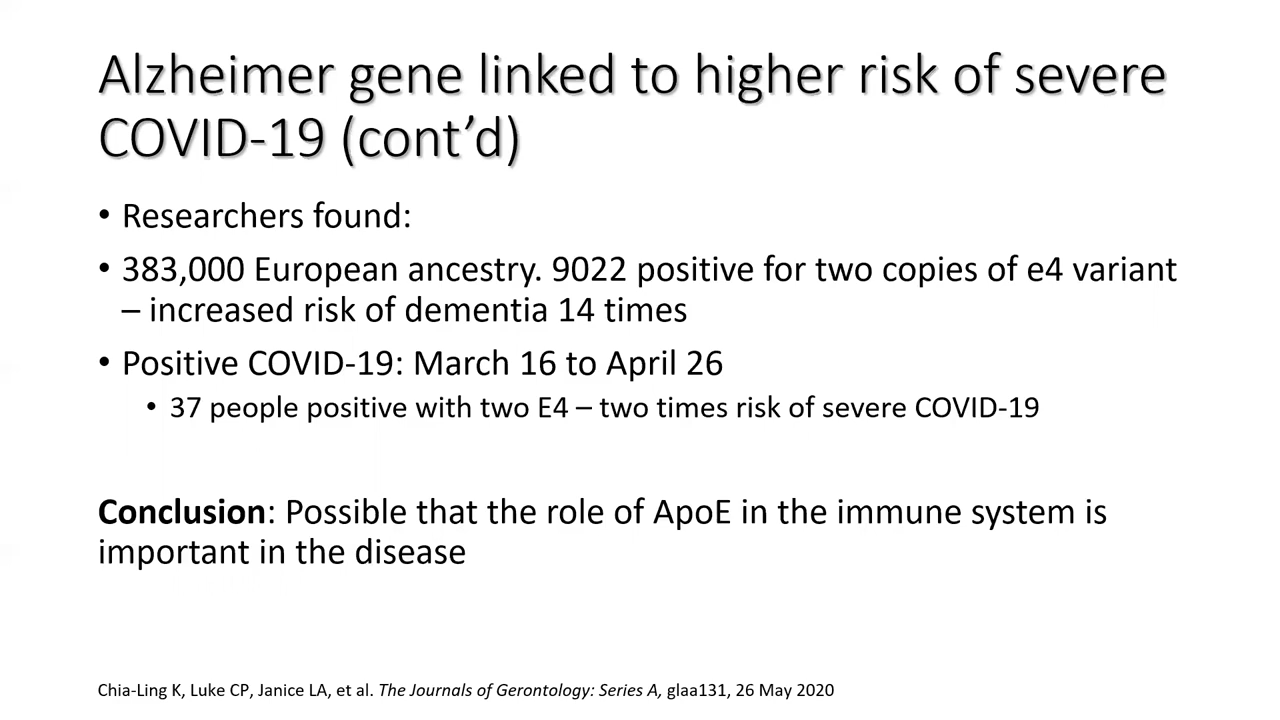 Alzheimer gene linked to higher risk of severe
COVID-19 (cont’d)
• Researchers found:
• 383,000 European ancestry. 9022 positive for two copies of e4 variant
– increased risk of dementia 14 times
• Positive COVID-19: March 16 to April 26
• 37 people positive with two E4 – two times risk of severe COVID-19
Conclusion: Possible that the role of ApoE in the immune system is
important in the disease
Chia-Ling K, Luke CP, Janice LA, et al. The Journals of Gerontology: Series A, glaa131, 26 May 2020